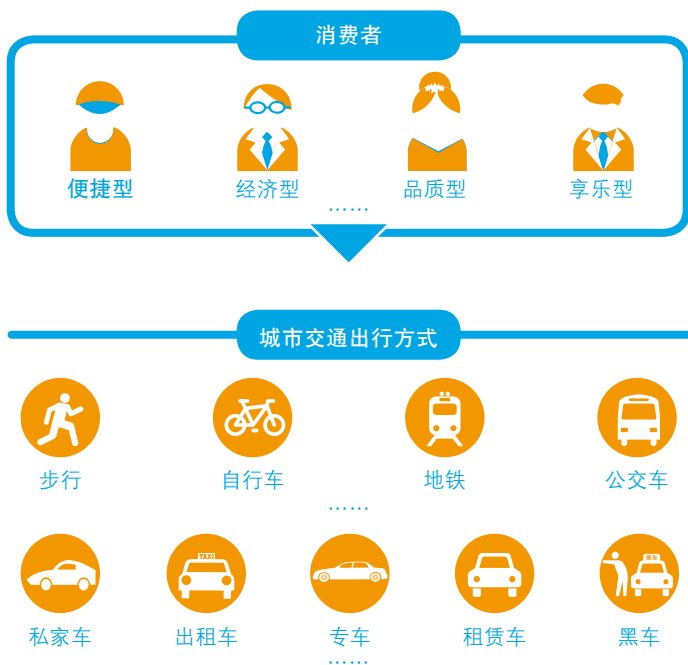 消费者
便捷型 经济型 品质型 享乐型
……
城市交通出行方式
步行 自行车 地铁 公交车
……
TAXI 黑车
私家车 出租车 专车 租赁车 黑车
……